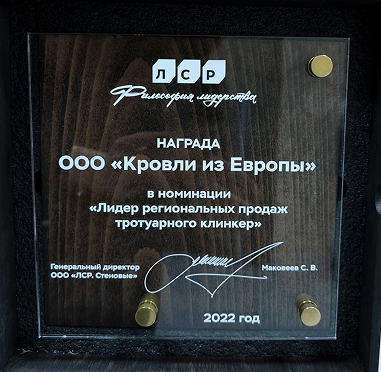 ЛСР
Философия лидерства
НАГРАДА
ООО «Кровли из Европы»
в номинации
«Лидер региональных продаж
тротуарного клинкер»
Генеральный директор
ООО «ЛСР. Стеновые»
Маковеев С. В.
2022 год